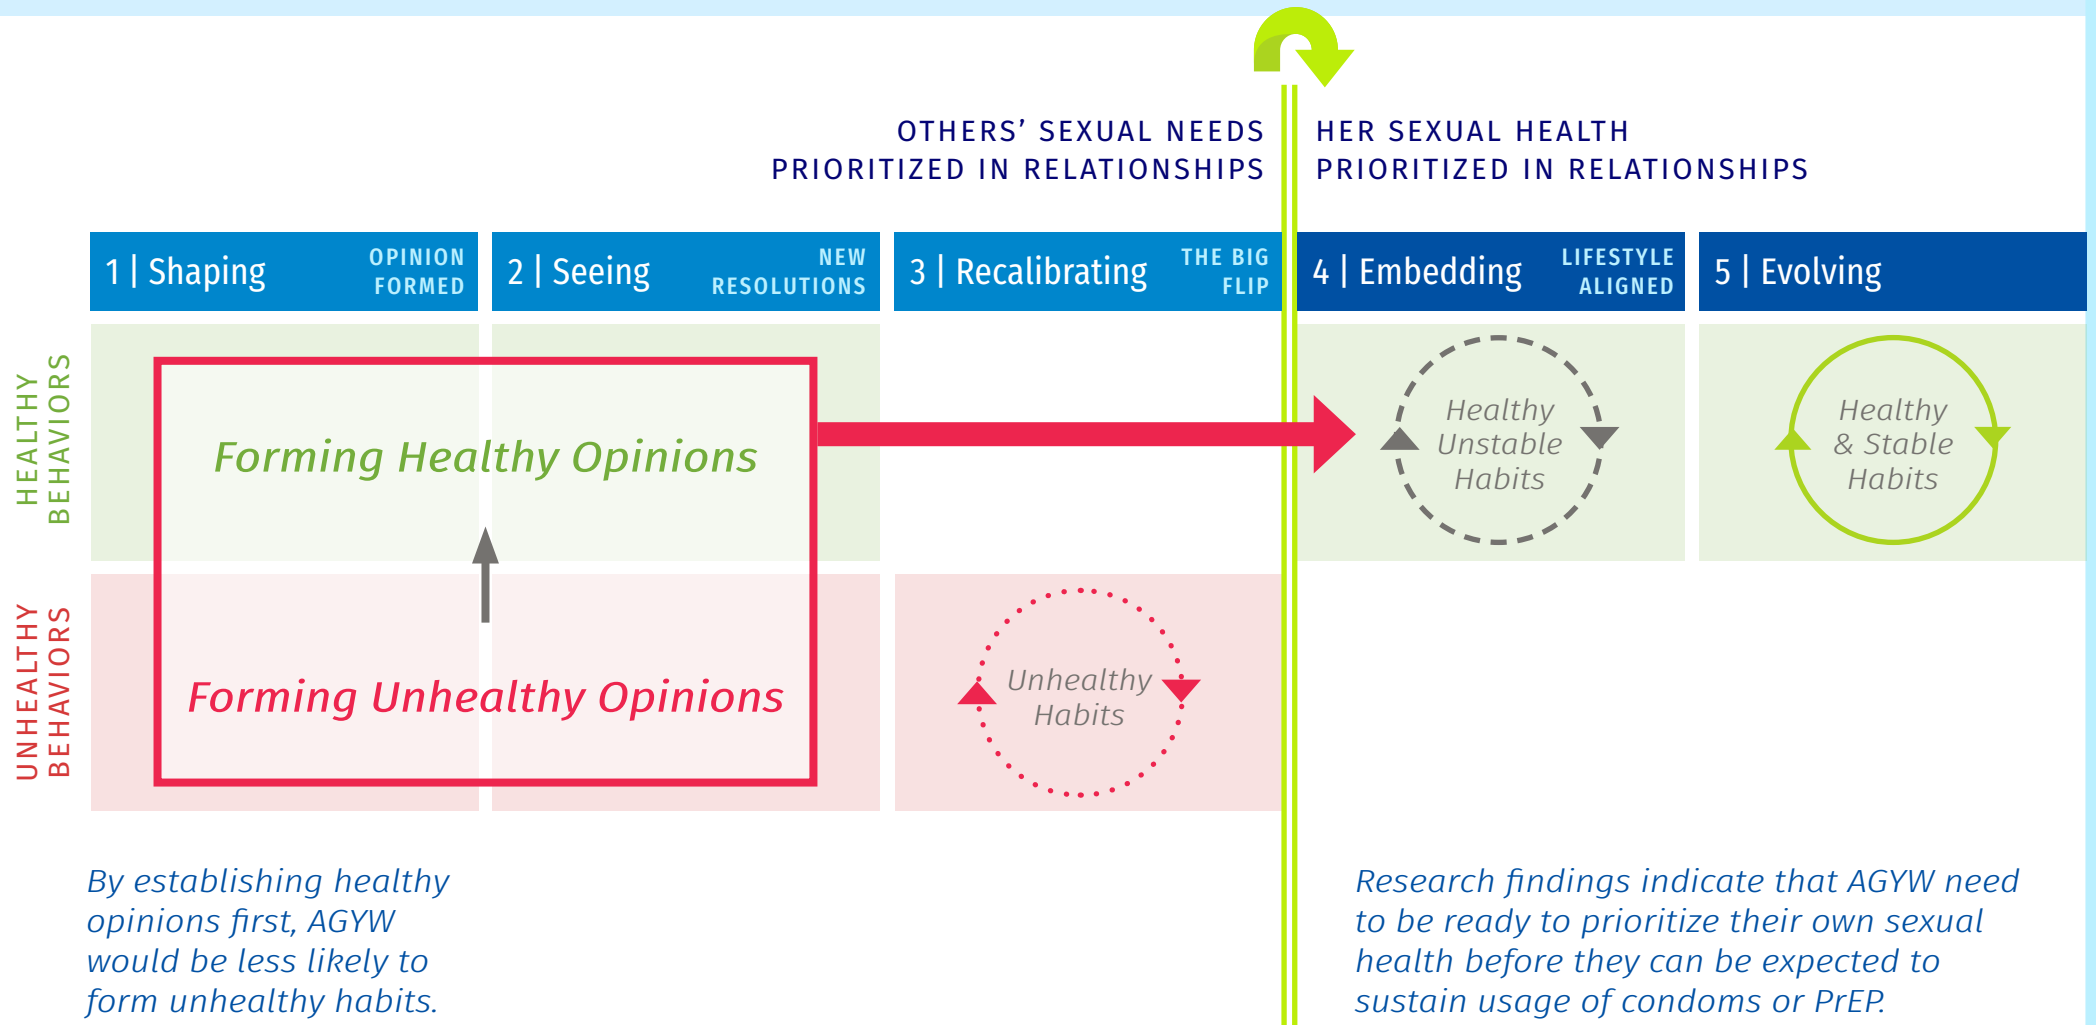 OTHERS’ SEXUAL NEEDS
PRIORITIZED IN RELATIONSHIPS
HER SEXUAL HEALTH
PRIORITIZED IN RELATIONSHIPS
1 | Shaping
OPINION
FORMED
2 | Seeing
NEW
RESOLUTIONS
3 | Recalibrating
THE BIG
FLIP
4 | Embedding
LIFESTYLE
ALIGNED
5 | Evolving
HEALTHY
BEHAVIORS
Forming Healthy Opinions
Healthy
Unstable
Habits
Healthy
& Stable
Habits
UNHEALTHY
BEHAVIORS
Forming Unhealthy Opinions
Unhealthy
Habits
By establishing healthy
opinions first, AGYW
would be less likely to
form unhealthy habits.
Research findings indicate that AGYW need
to be ready to prioritize their own sexual
health before they can be expected to
sustain usage of condoms or PrEP.